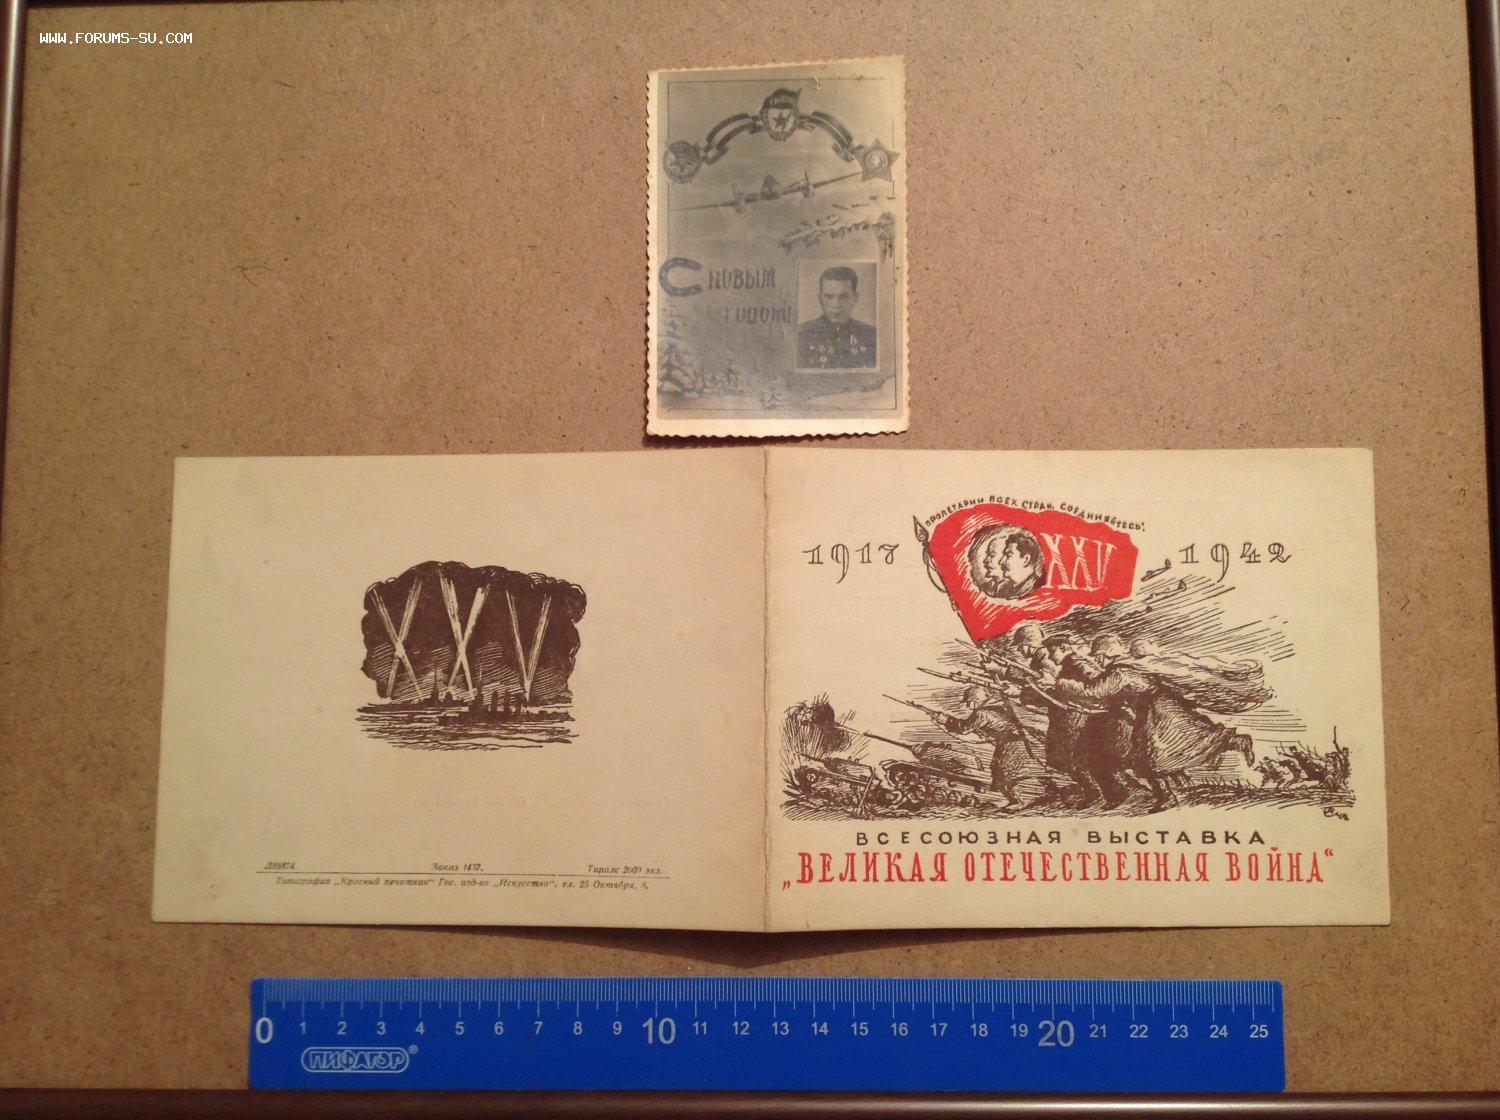 WWW.FORUMS-SU.COM
ГВАРДИЯ
С НОВЫМ
ГОДОМ!
ПРОЛЕТАРИИ ВСЕХ СТРАН, СОЕДИНЯЙТЕСЬ!
1917 XXV 1942
XXV
ВСЕСОЮЗНАЯ ВЫСТАВКА
„ВЕЛИКАЯ ОТЕЧЕСТВЕННАЯ ВОЙНА“
Заказ 1437. Тираж 2000 экз.
Типография „Красный печатник“ Гос. изд-во „Искусство“, ул. 25 Октября, 5.
0 1 2 3 4 5 6 7 8 9 10 11 12 13 14 15 16 17 18 19 20 21 22 23 24 25
ПИФАГОР®